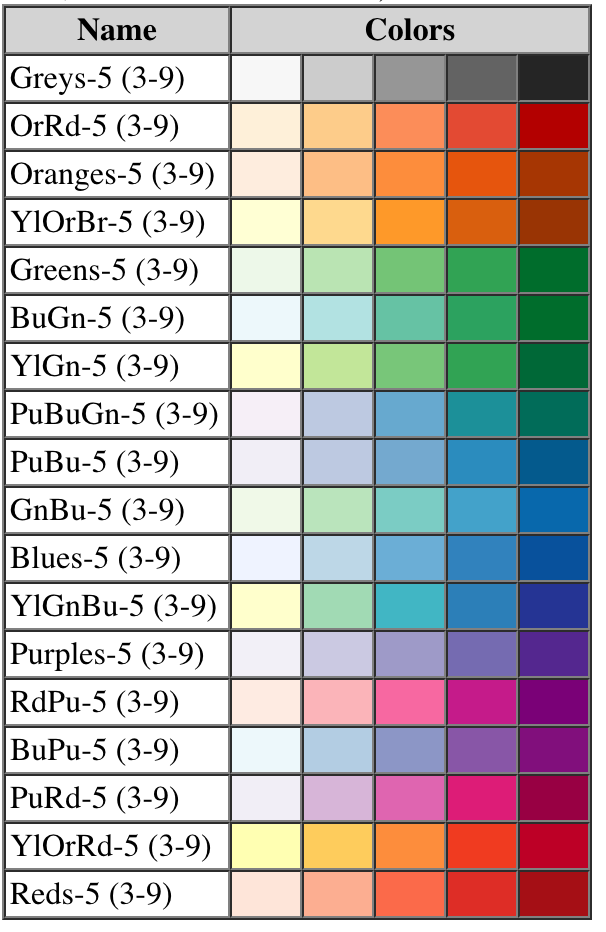 Name Colors
Greys-5 (3-9)
OrRd-5 (3-9)
Oranges-5 (3-9)
YlOrBr-5 (3-9)
Greens-5 (3-9)
BuGn-5 (3-9)
YlGn-5 (3-9)
PuBuGn-5 (3-9)
PuBu-5 (3-9)
GnBu-5 (3-9)
Blues-5 (3-9)
YlGnBu-5 (3-9)
Purples-5 (3-9)
RdPu-5 (3-9)
BuPu-5 (3-9)
PuRd-5 (3-9)
YlOrRd-5 (3-9)
Reds-5 (3-9)